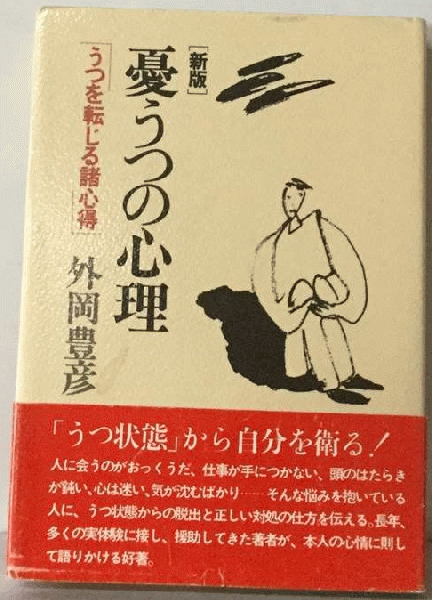 [新版]
憂うつの心理
[うつを転じる諸心得]
外岡豊彦
「うつ状態」から自分を衛る!
人に会うのがおっくうだ、仕事が手につかない、頭のはたらき
が鈍い、心は迷い、気が沈むばかり……そんな悩みを抱いている
人に、うつ状態からの脱出と正しい対処の仕方を伝える。長年、
多くの実体験に接し、援助してきた著者が、本人の心情に則し
て語りかける好著。